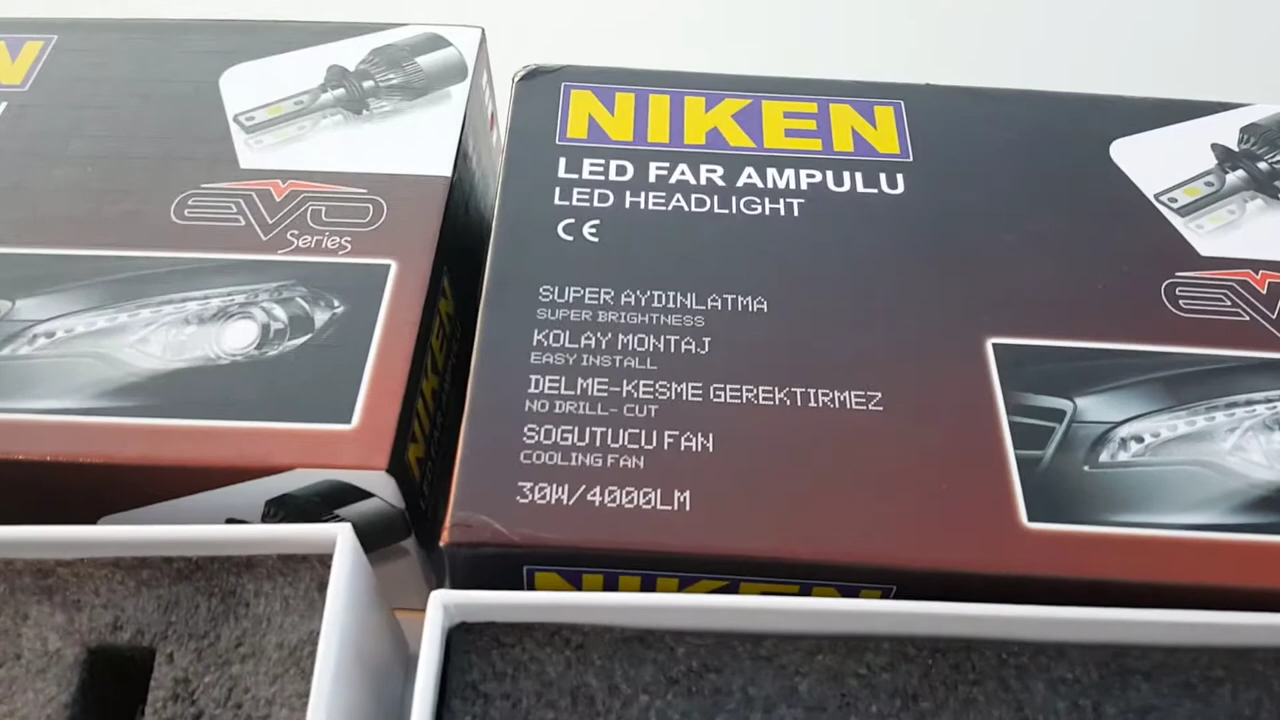 EVO
Series
NIKEN
NIKEN
LED FAR AMPULU
LED HEADLIGHT
CE
SUPER AYDINLATMA
SUPER BRIGHTNESS
KOLAY MONTAJ
EASY INSTALL
DELME-KESME GEREKTIRMEZ
NO DRILL- CUT
SOGUTUCU FAN
COOLING FAN
30W/4000LM
NIKEN